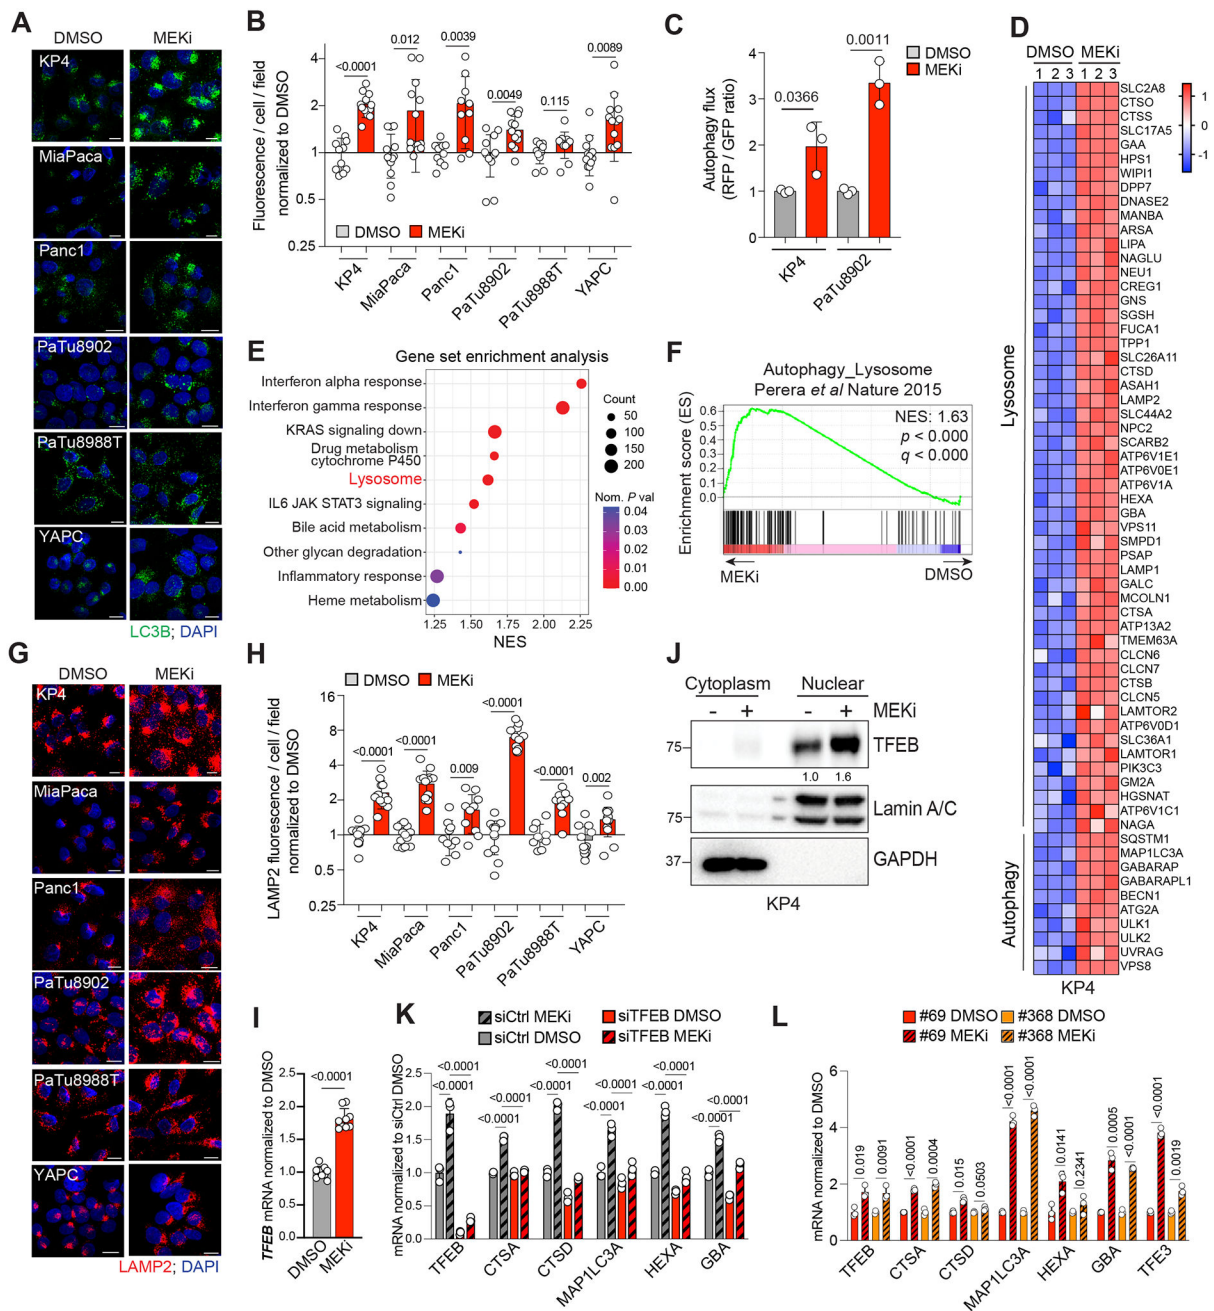 A
DMSO
MEKi
KP4
MiaPaca
Panc1
PaTu8902
PaTu8988T
YAPC
LC3B; DAPI
B
Fluorescence / cell / field
normalized to DMSO
4
2
1
0.5
0.25
<0.0001
0.012
0.0039
0.0049
0.115
0.0089
DMSO
MEKi
KP4
MiaPaca
Panc1
PaTu8902
PaTu8988T
YAPC
C
Autophagy flux
(RFP / GFP ratio)
4
3
2
1
0
0.0366
0.0011
DMSO
MEKi
KP4
PaTu8902
D
DMSO
MEKi
1 2 3 1 2 3
1
0
-1
Lysosome
SLC2A8
CTSO
CTSS
SLC17A5
GAA
HPS1
WIPI1
DPP7
DNASE2
MANBA
ARSA
LIPA
NAGLU
NEU1
CREG1
GNS
SGSH
FUCA1
TPP1
SLC26A11
CTSD
ASAH1
LAMP2
SLC44A2
NPC2
SCARB2
ATP6V1E1
ATP6V0E1
ATP6V1A
HEXA
GBA
VPS11
SMPD1
PSAP
LAMP1
GALC
MCOLN1
CTSA
ATP13A2
TMEM63A
CLCN6
CLCN7
CTSB
CLCN5
LAMTOR2
ATP6V0D1
SLC36A1
LAMTOR1
PIK3C3
GM2A
HGSNAT
ATP6V1C1
NAGA
Autophagy
SQSTM1
MAP1LC3A
GABARAP
GABARAPL1
BECN1
ATG2A
ULK1
ULK2
UVRAG
VPS8
KP4
E
Gene set enrichment analysis
Interferon alpha response
Interferon gamma response
KRAS signaling down
Drug metabolism
cytochrome P450
Lysosome
IL6 JAK STAT3 signaling
Bile acid metabolism
Other glycan degradation
Inflammatory response
Heme metabolism
1.25 1.50 1.75 2.00 2.25
NES
Count
50
100
150
200
Nom. P val
0.04
0.03
0.02
0.01
0.00
F
Autophagy_Lysosome
Perera et al Nature 2015
Enrichment score (ES)
0.6
0.5
0.4
0.3
0.2
0.1
0.0
NES: 1.63
p < 0.000
q < 0.000
MEKi
DMSO
G
DMSO
MEKi
KP4
MiaPaca
Panc1
PaTu8902
PaTu8988T
YAPC
LAMP2; DAPI
H
DMSO
MEKi
LAMP2 fluorescence / cell / field
normalized to DMSO
16
8
4
2
1
0.5
0.25
<0.0001
<0.0001
0.009
<0.0001
<0.0001
0.002
KP4
MiaPaca
Panc1
PaTu8902
PaTu8988T
YAPC
J
Cytoplasm
Nuclear
- + - + MEKi
75
TFEB
1.0 1.6
75
Lamin A/C
37
GAPDH
KP4
I
TFEB mRNA normalized to DMSO
2.5
2.0
1.5
1.0
0.5
0.0
<0.0001
DMSO
MEKi
K
siCtrl MEKi
siCtrl DMSO
siTFEB DMSO
siTFEB MEKi
mRNA normalized to siCtrl DMSO
2.5
2.0
1.5
1.0
0.5
0.0
<0.0001
<0.0001
<0.0001
<0.0001
<0.0001
<0.0001
<0.0001
<0.0001
<0.0001
<0.0001
<0.0001
<0.0001
TFEB
CTSA
CTSD
MAP1LC3A
HEXA
GBA
L
#69 DMSO
#69 MEKi
#368 DMSO
#368 MEKi
mRNA normalized to DMSO
6
4
2
0
0.019
0.0091
<0.0001
0.0004
0.015
0.0503
<0.0001
<0.0001
0.0141
0.2341
0.0005
<0.0001
<0.0001
0.0019
TFEB
CTSA
CTSD
MAP1LC3A
HEXA
GBA
TFE3